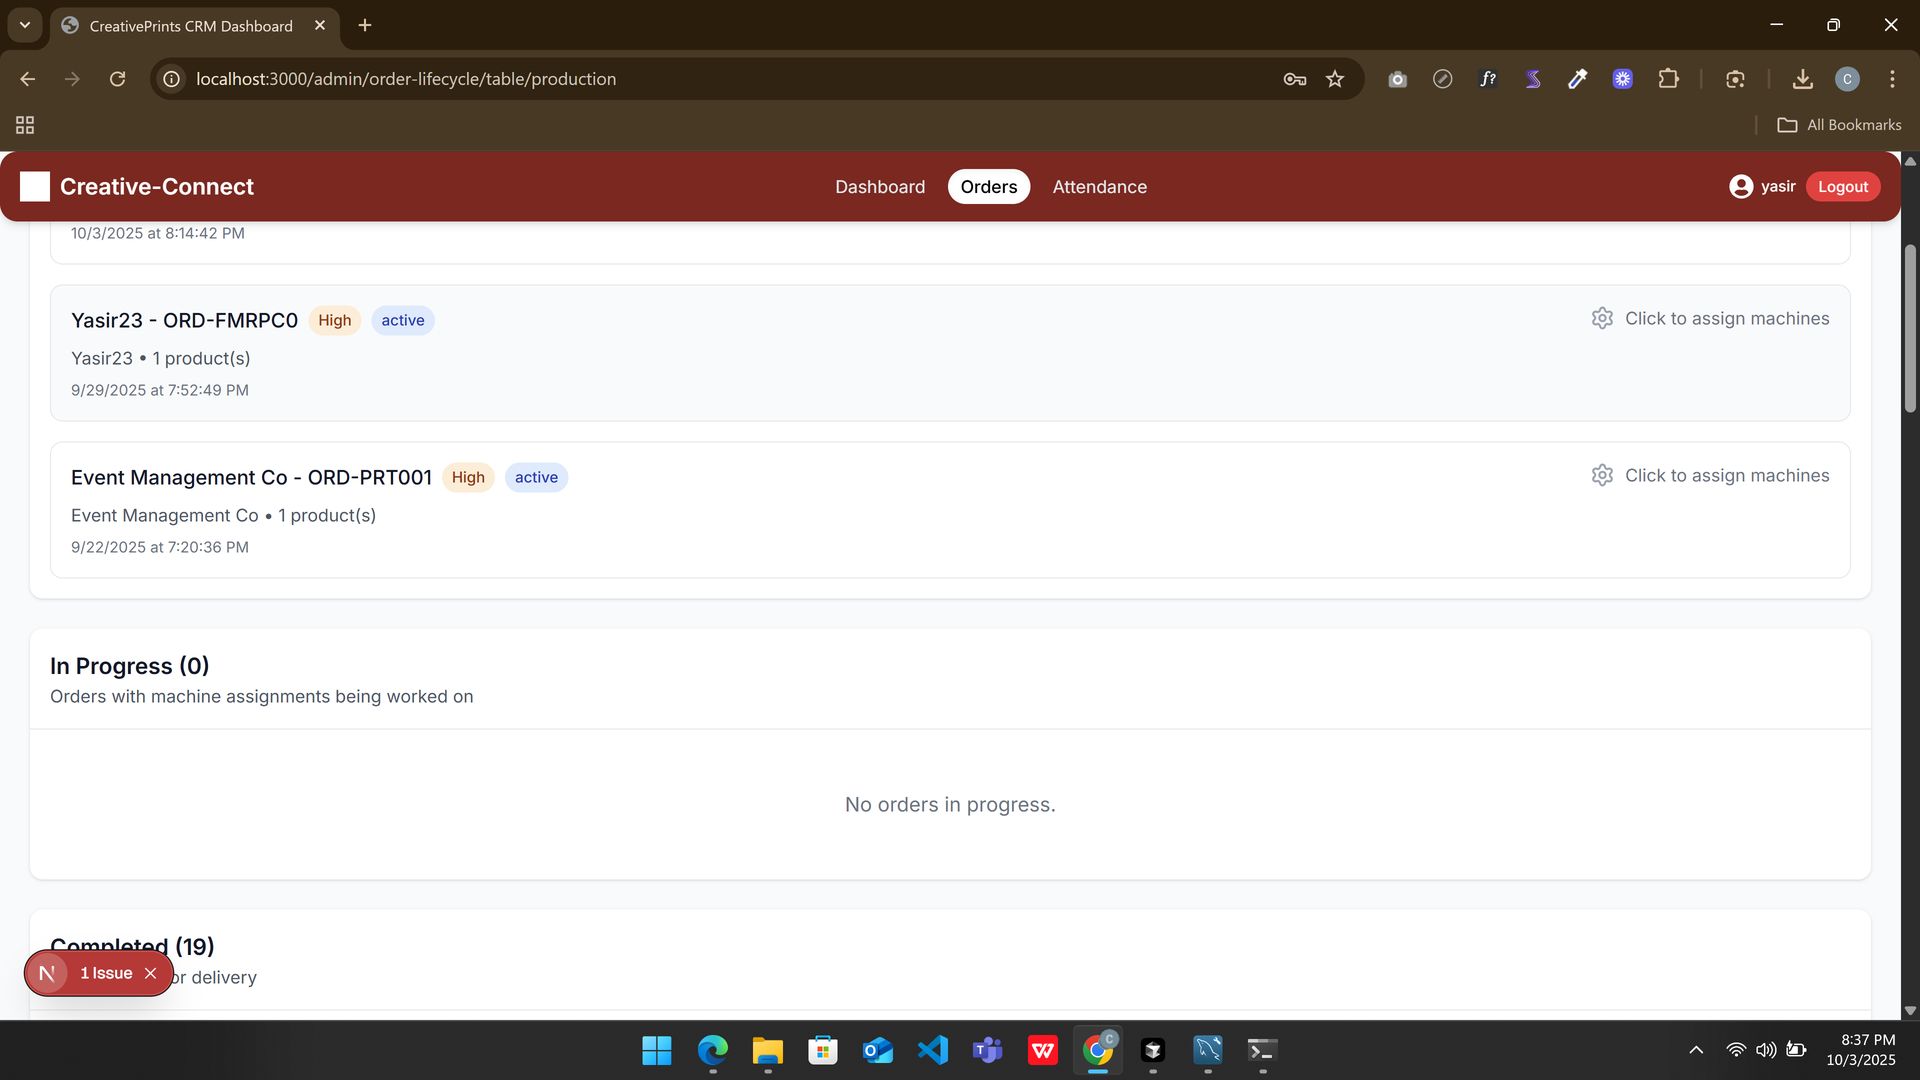 CreativePrints CRM Dashboard
localhost:3000/admin/order-lifecycle/table/production
f?
C
All Bookmarks
Creative-Connect
Dashboard
Orders
Attendance
yasir
Logout
10/3/2025 at 8:14:42 PM
Yasir23 - ORD-FMRPC0 High active
Click to assign machines
Yasir23 • 1 product(s)
9/29/2025 at 7:52:49 PM
Event Management Co - ORD-PRT001 High active
Click to assign machines
Event Management Co • 1 product(s)
9/22/2025 at 7:20:36 PM
In Progress (0)
Orders with machine assignments being worked on
No orders in progress.
Completed (19)
or delivery
N 1 Issue
8:37 PM
10/3/2025